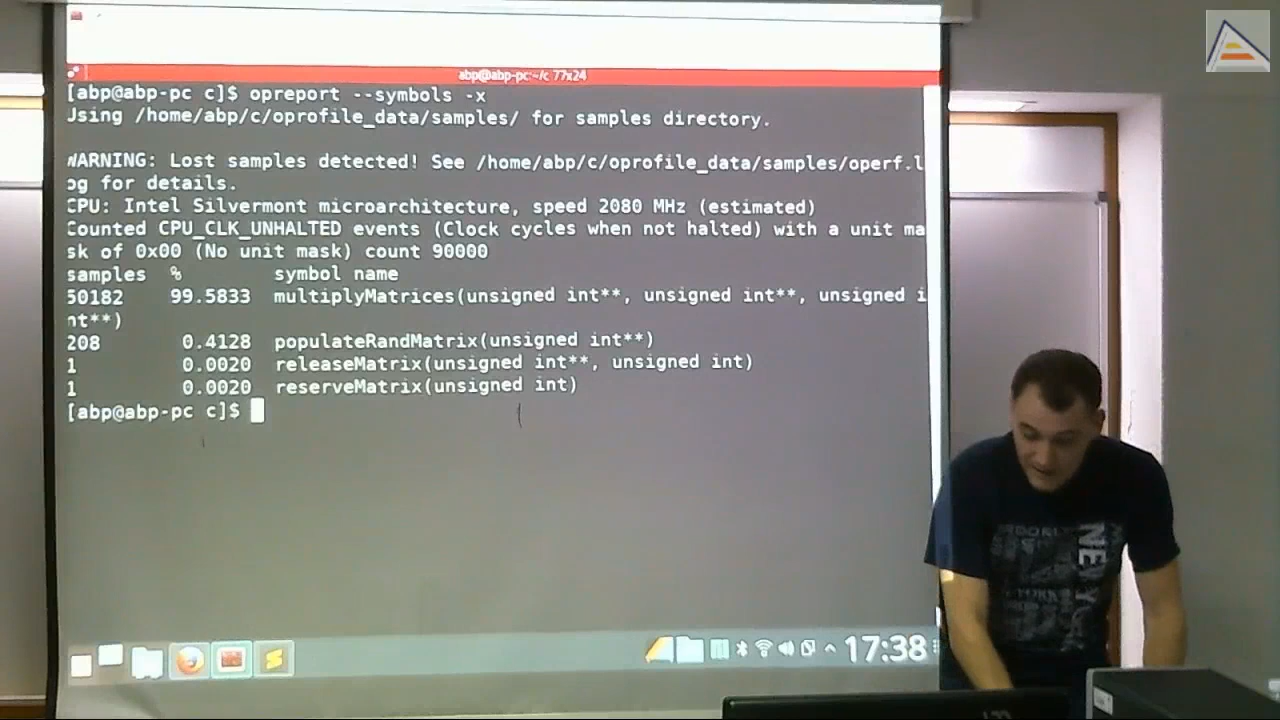 abp@abp-pc:~/c 77x24
[abp@abp-pc c]$ opreport --symbols -x
Using /home/abp/c/oprofile_data/samples/ for samples directory.
WARNING: Lost samples detected! See /home/abp/c/oprofile_data/samples/operf.l
og for details.
CPU: Intel Silvermont microarchitecture, speed 2080 MHz (estimated)
Counted CPU_CLK_UNHALTED events (Clock cycles when not halted) with a unit ma
sk of 0x00 (No unit mask) count 90000
samples % symbol name
50182 99.5833 multiplyMatrices(unsigned int**, unsigned int**, unsigned i
nt**)
208 0.4128 populateRandMatrix(unsigned int**)
1 0.0020 releaseMatrix(unsigned int**, unsigned int)
1 0.0020 reserveMatrix(unsigned int)
[abp@abp-pc c]$
17:38
NEW YORK